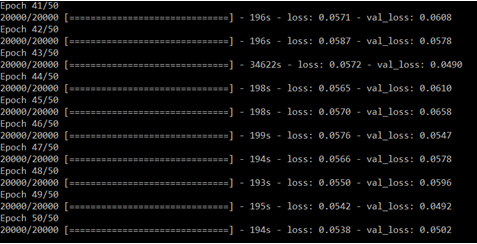 Epoch 41/50
20000/20000 [==============================] - 196s - loss: 0.0571 - val_loss: 0.0608
Epoch 42/50
20000/20000 [==============================] - 196s - loss: 0.0587 - val_loss: 0.0578
Epoch 43/50
20000/20000 [==============================] - 34622s - loss: 0.0572 - val_loss: 0.0490
Epoch 44/50
20000/20000 [==============================] - 198s - loss: 0.0565 - val_loss: 0.0610
Epoch 45/50
20000/20000 [==============================] - 198s - loss: 0.0570 - val_loss: 0.0658
Epoch 46/50
20000/20000 [==============================] - 199s - loss: 0.0576 - val_loss: 0.0547
Epoch 47/50
20000/20000 [==============================] - 194s - loss: 0.0566 - val_loss: 0.0578
Epoch 48/50
20000/20000 [==============================] - 193s - loss: 0.0550 - val_loss: 0.0596
Epoch 49/50
20000/20000 [==============================] - 195s - loss: 0.0542 - val_loss: 0.0492
Epoch 50/50
20000/20000 [==============================] - 194s - loss: 0.0538 - val_loss: 0.0502